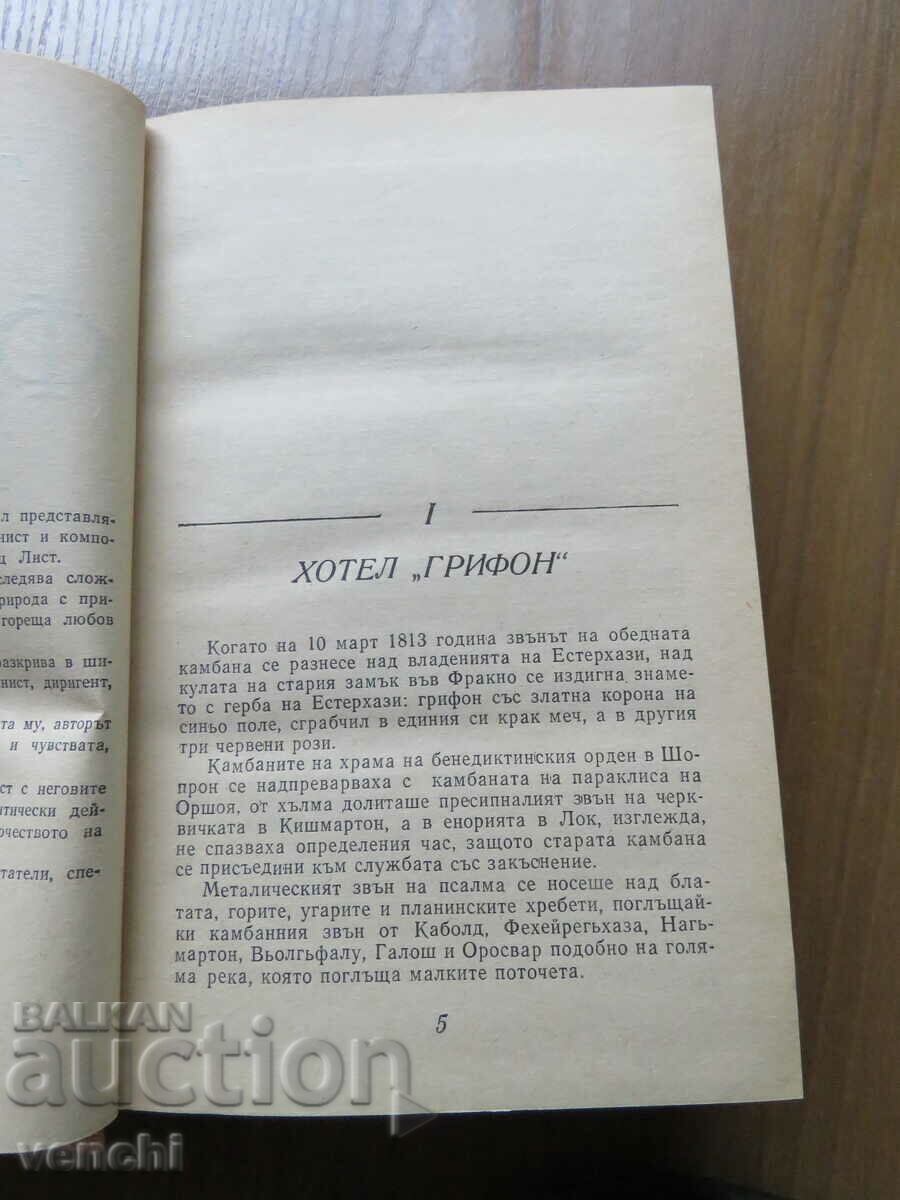 л представля-
нист и компо-
ц Лист.
следява слож-
рирода с при-
гореща любов
разкрива в ши-
нист, диригент,
та му, авторът
и чувствата,
ст с неговите
тически дей-
рчеството на
татели, спе-
I
ХОТЕЛ „ГРИФОН“
Когато на 10 март 1813 година звънът на обедната
камбана се разнесе над владенията на Естерхази, над
кулата на стария замък във Фракно се издигна знаме-
то с герба на Естерхази: грифон със златна корона на
синьо поле, сграбчил в единия си крак меч, а в другия
три червени рози.
Камбаните на храма на бенедиктинския орден в Шо-
прон се надпреварваха с камбаната на параклиса на
Оршоя, от хълма долиташе пресипналият звън на черк-
вичката в Кишмартон, а в енорията в Лок, изглежда,
не спазваха определения час, защото старата камбана
се присъедини към службата със закъснение.
Металическият звън на псалма се носеше над бла-
тата, горите, угарите и планинските хребети, поглъщай-
ки камбанния звън от Каболд, Фехейрегьхаза, Нагь-
мартон, Вьолгьфалу, Галош и Оросвар подобно на голя-
ма река, която поглъща малките поточета.
5
BALKAN
auction
venchi